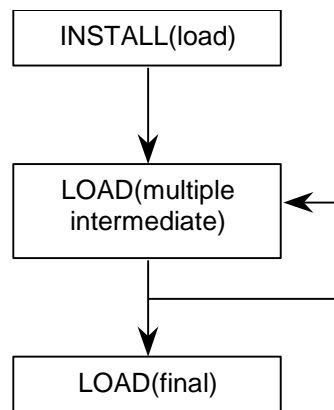 INSTALL(load)
LOAD(multiple
intermediate)
LOAD(final)